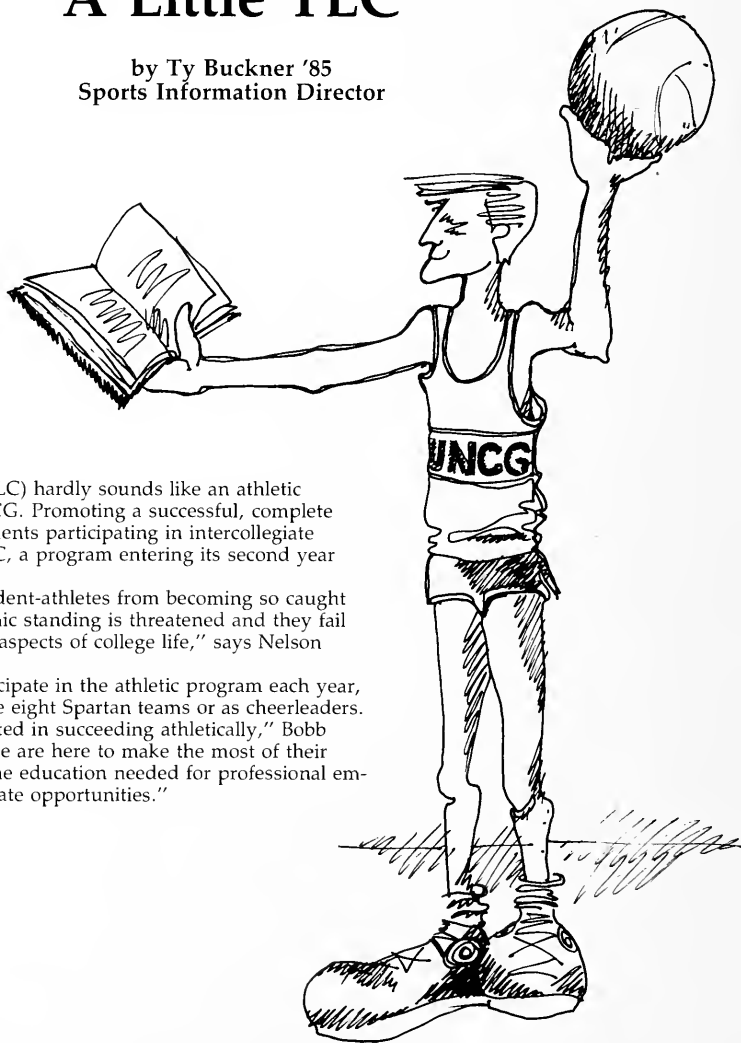 A Little TLC
by Ty Buckner '85
Sports Information Director
UNCG
LC) hardly sounds like an athletic
CG. Promoting a successful, complete
ents participating in intercollegiate
C, a program entering its second year
dent-athletes from becoming so caught
ic standing is threatened and they fail
aspects of college life," says Nelson
cipate in the athletic program each year,
e eight Spartan teams or as cheerleaders.
ted in succeeding athletically," Bobb
e are here to make the most of their
he education needed for professional em-
ate opportunities."